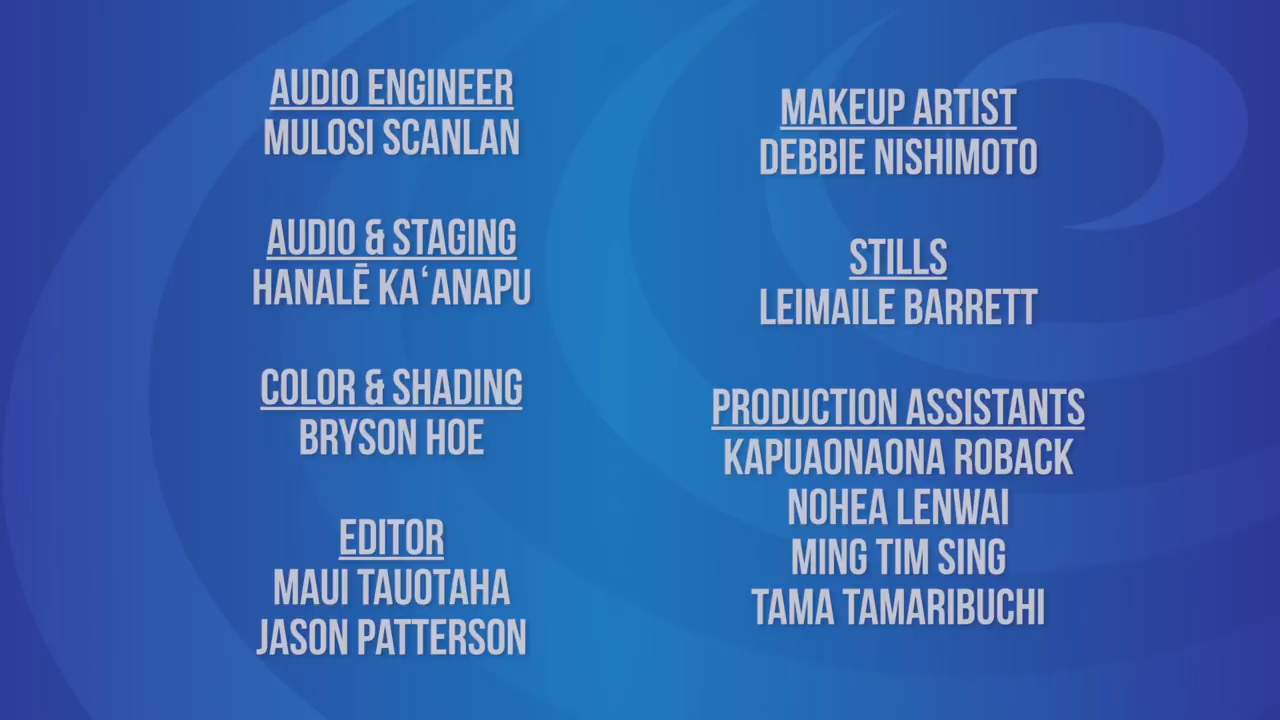 AUDIO ENGINEER
MULOSI SCANLAN
AUDIO & STAGING
HANALĒ KAʻANAPU
COLOR & SHADING
BRYSON HOE
EDITOR
MAUI TAUOTAHA
JASON PATTERSON
MAKEUP ARTIST
DEBBIE NISHIMOTO
STILLS
LEIMAILE BARRETT
PRODUCTION ASSISTANTS
KAPUAONAONA ROBACK
NOHEA LENWAI
MING TIM SING
TAMA TAMARIBUCHI